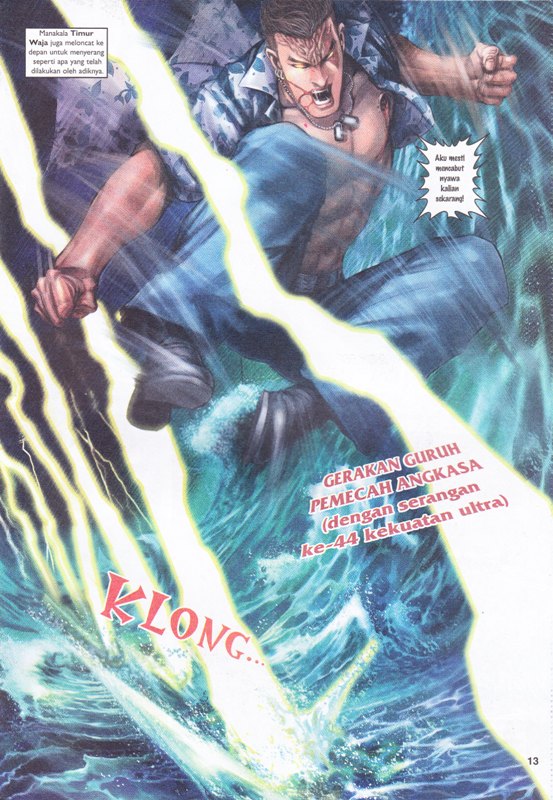 Manakala Timur
Waja juga meloncat ke
depan untuk menyerang
seperti apa yang telah
dilakukan oleh adiknya.
Aku mesti
mencabut
nyawa
kalian
sekarang!
GERAKAN GURUH
PEMECAH ANGKASA
(dengan serangan
ke-44 kekuatan ultra)
KLONG...
13